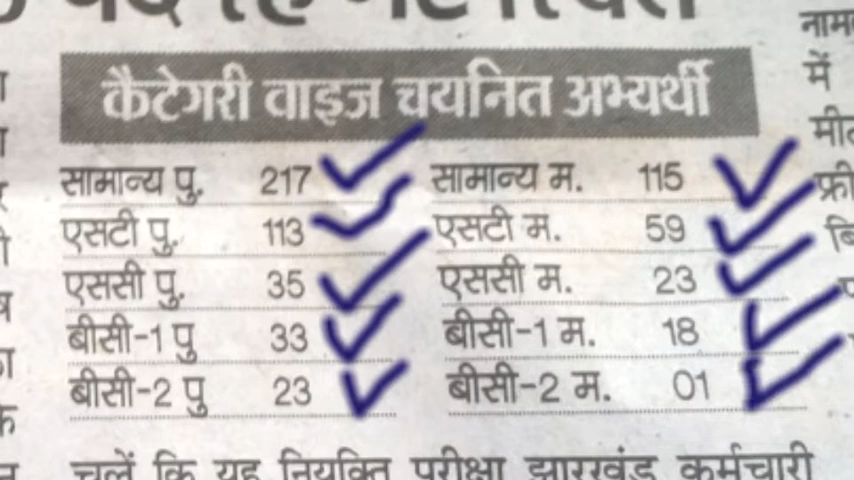 कैटेगरी वाइज चयनित अभ्यर्थी
सामान्य पु. 217 सामान्य म. 115
एसटी पु. 113 एसटी म. 59
एससी पु. 35 एससी म. 23
बीसी-1 पु 33 बीसी-1 म. 18
बीसी-2 पु 23 बीसी-2 म. 01
चलें कि यह नियुक्ति परीक्षा झारखंड कर्मचारी
नाम
में